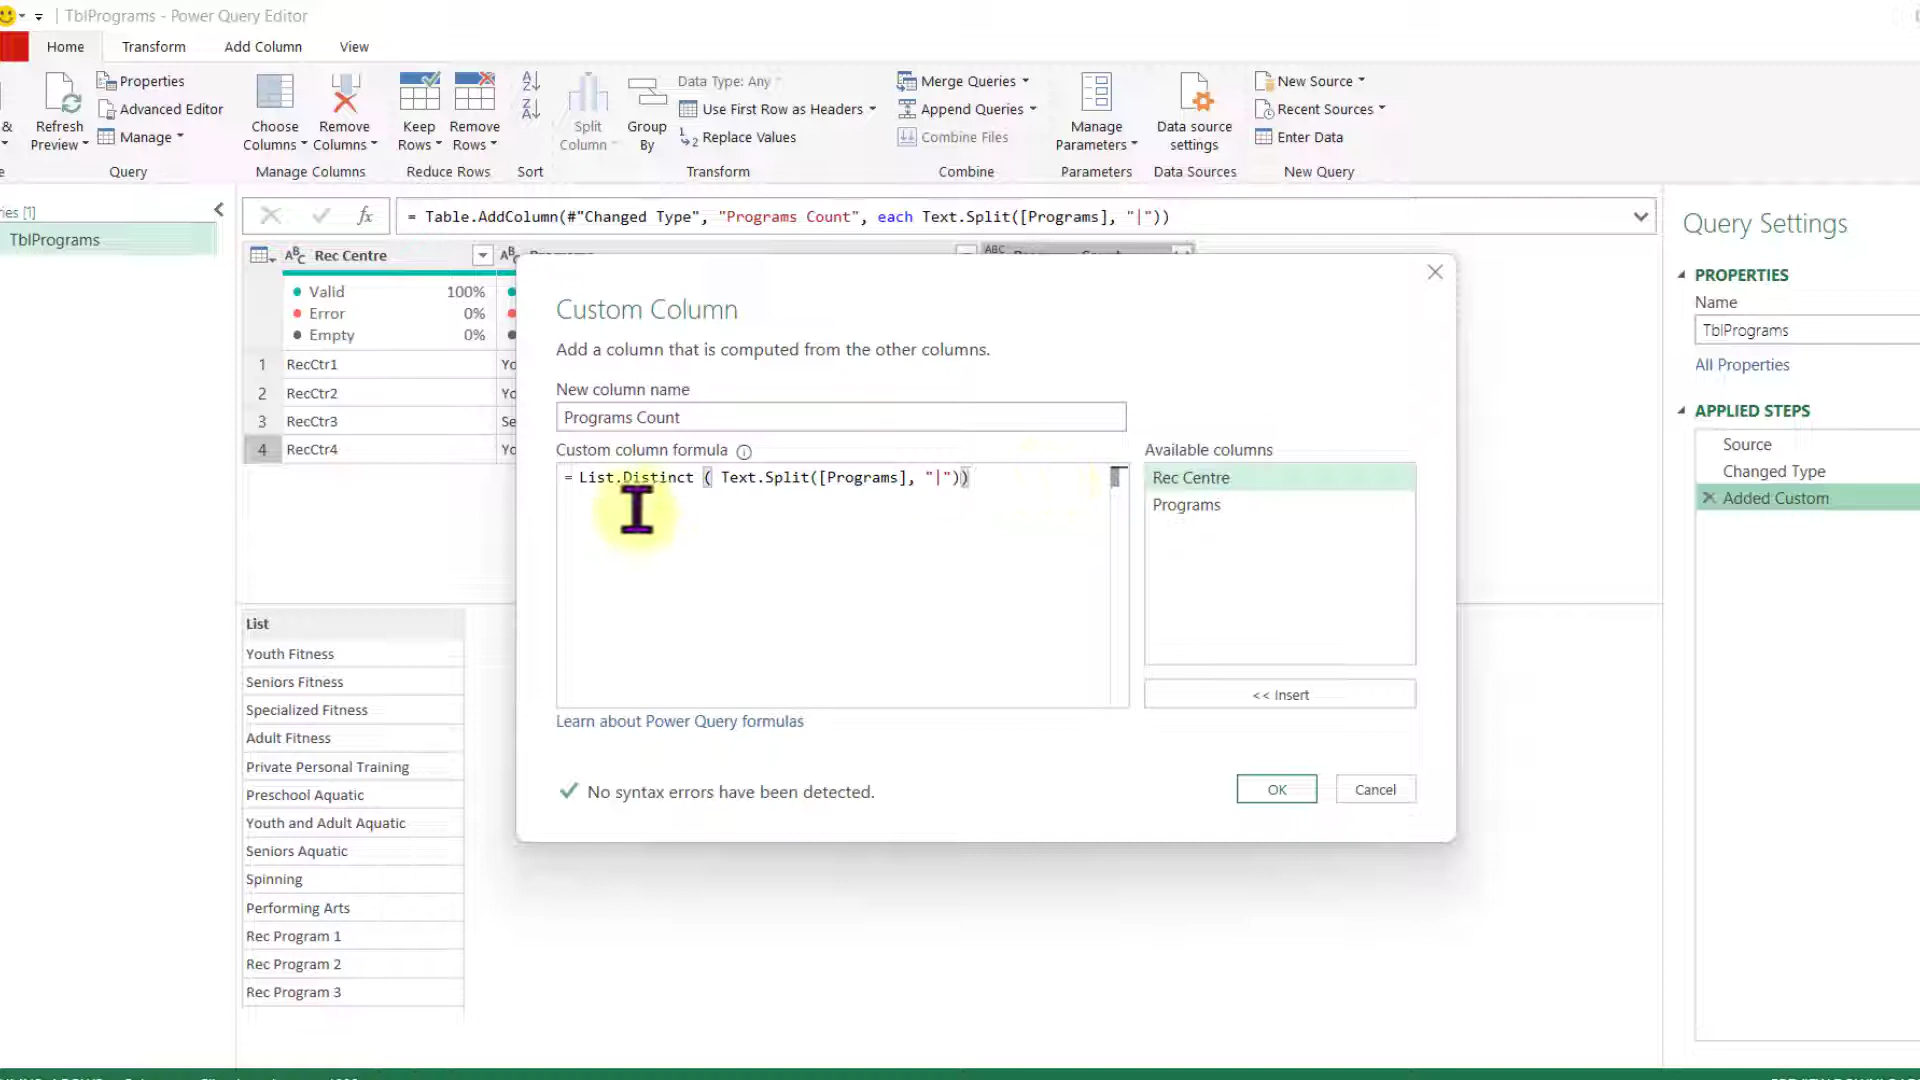 TblPrograms - Power Query Editor
Home Transform Add Column View
&
Refresh Preview
Properties
Advanced Editor
Manage
Query
Choose Columns
Remove Columns
Manage Columns
Keep Rows
Remove Rows
Reduce Rows
Sort
Split Column
Group By
Data Type: Any
Use First Row as Headers
Replace Values
Transform
Merge Queries
Append Queries
Combine Files
Combine
Manage Parameters
Parameters
Data source settings
Data Sources
New Source
Recent Sources
Enter Data
New Query
ies [1]
TblPrograms
fx = Table.AddColumn(#"Changed Type", "Programs Count", each Text.Split([Programs], "|"))
Rec Centre
Valid 100%
Error 0%
Empty 0%
1 RecCtr1 Yo
2 RecCtr2 Yo
3 RecCtr3 Se
4 RecCtr4 Yo
List
Youth Fitness
Seniors Fitness
Specialized Fitness
Adult Fitness
Private Personal Training
Preschool Aquatic
Youth and Adult Aquatic
Seniors Aquatic
Spinning
Performing Arts
Rec Program 1
Rec Program 2
Rec Program 3
Custom Column
Add a column that is computed from the other columns.
New column name
Programs Count
Custom column formula
= List.Distinct ( Text.Split([Programs], "|"))
Available columns
Rec Centre
Programs
<< Insert
Learn about Power Query formulas
No syntax errors have been detected.
OK
Cancel
Query Settings
PROPERTIES
Name
TblPrograms
All Properties
APPLIED STEPS
Source
Changed Type
Added Custom